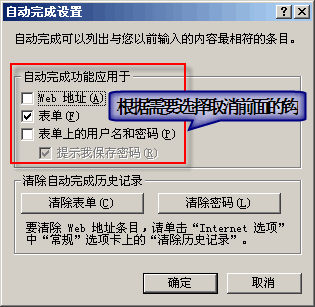 自动完成设置
自动完成可以列出与您以前输入的内容最相符的条目。
自动完成功能应用于
Web 地址(A)
表单(F)
表单上的用户名和密码(P)
提示我保存密码(R)
根据需要选择取消前面的钩
清除自动完成历史记录
清除表单(C) 清除密码(L)
要清除 Web 地址条目，请单击“Internet 选项”
中“常规”选项卡上的“清除历史记录”。
确定 取消